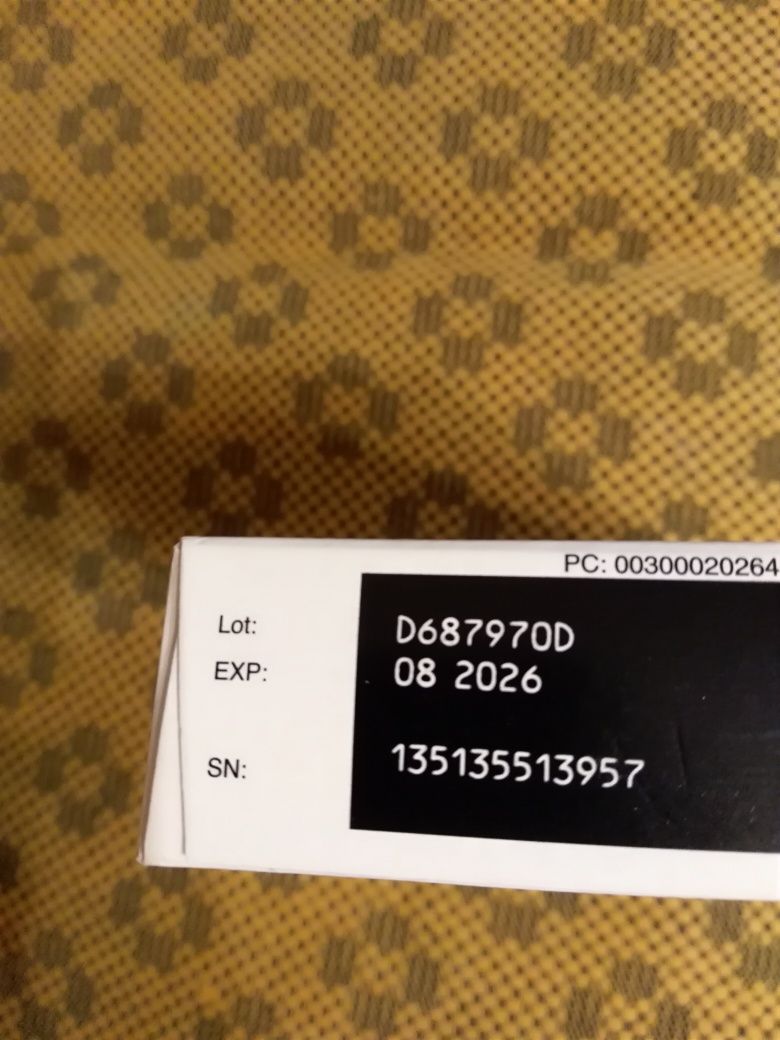 PC: 00300020264
Lot: D687970D
EXP: 08 2026
SN: 135135513957